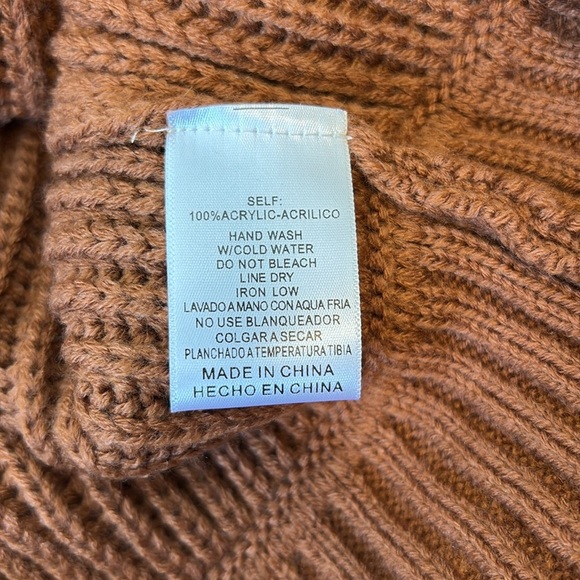 SELF:
100%ACRYLIC-ACRILICO
HAND WASH
W/COLD WATER
DO NOT BLEACH
LINE DRY
IRON LOW
LAVADO A MANO CON AQUA FRIA
NO USE BLANQUEADOR
COLGAR A SECAR
PLANCHADO A TEMPERATURA TIBIA
MADE IN CHINA
HECHO EN CHINA